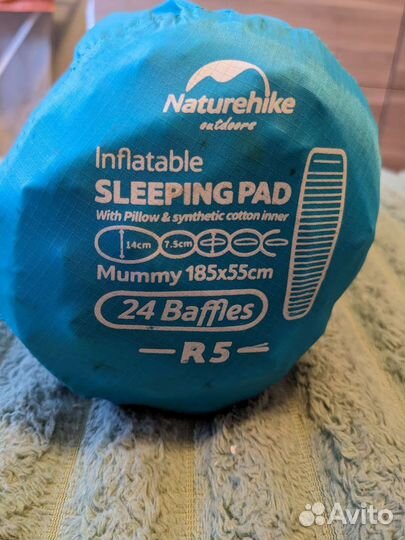 Naturehike
outdoors
Inflatable
SLEEPING PAD
With Pillow & synthetic cotton inner
14cm 7.5cm
Mummy 185x55cm
24 Baffles
R5
Avito